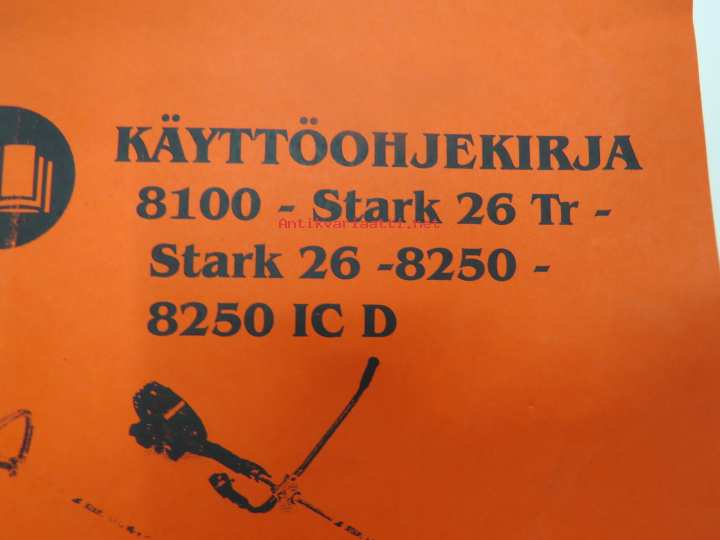 KÄYTTÖOHJEKIRJA
8100 - Stark 26 Tr -
Antikvariaatti.net
Stark 26 -8250 -
8250 IC D